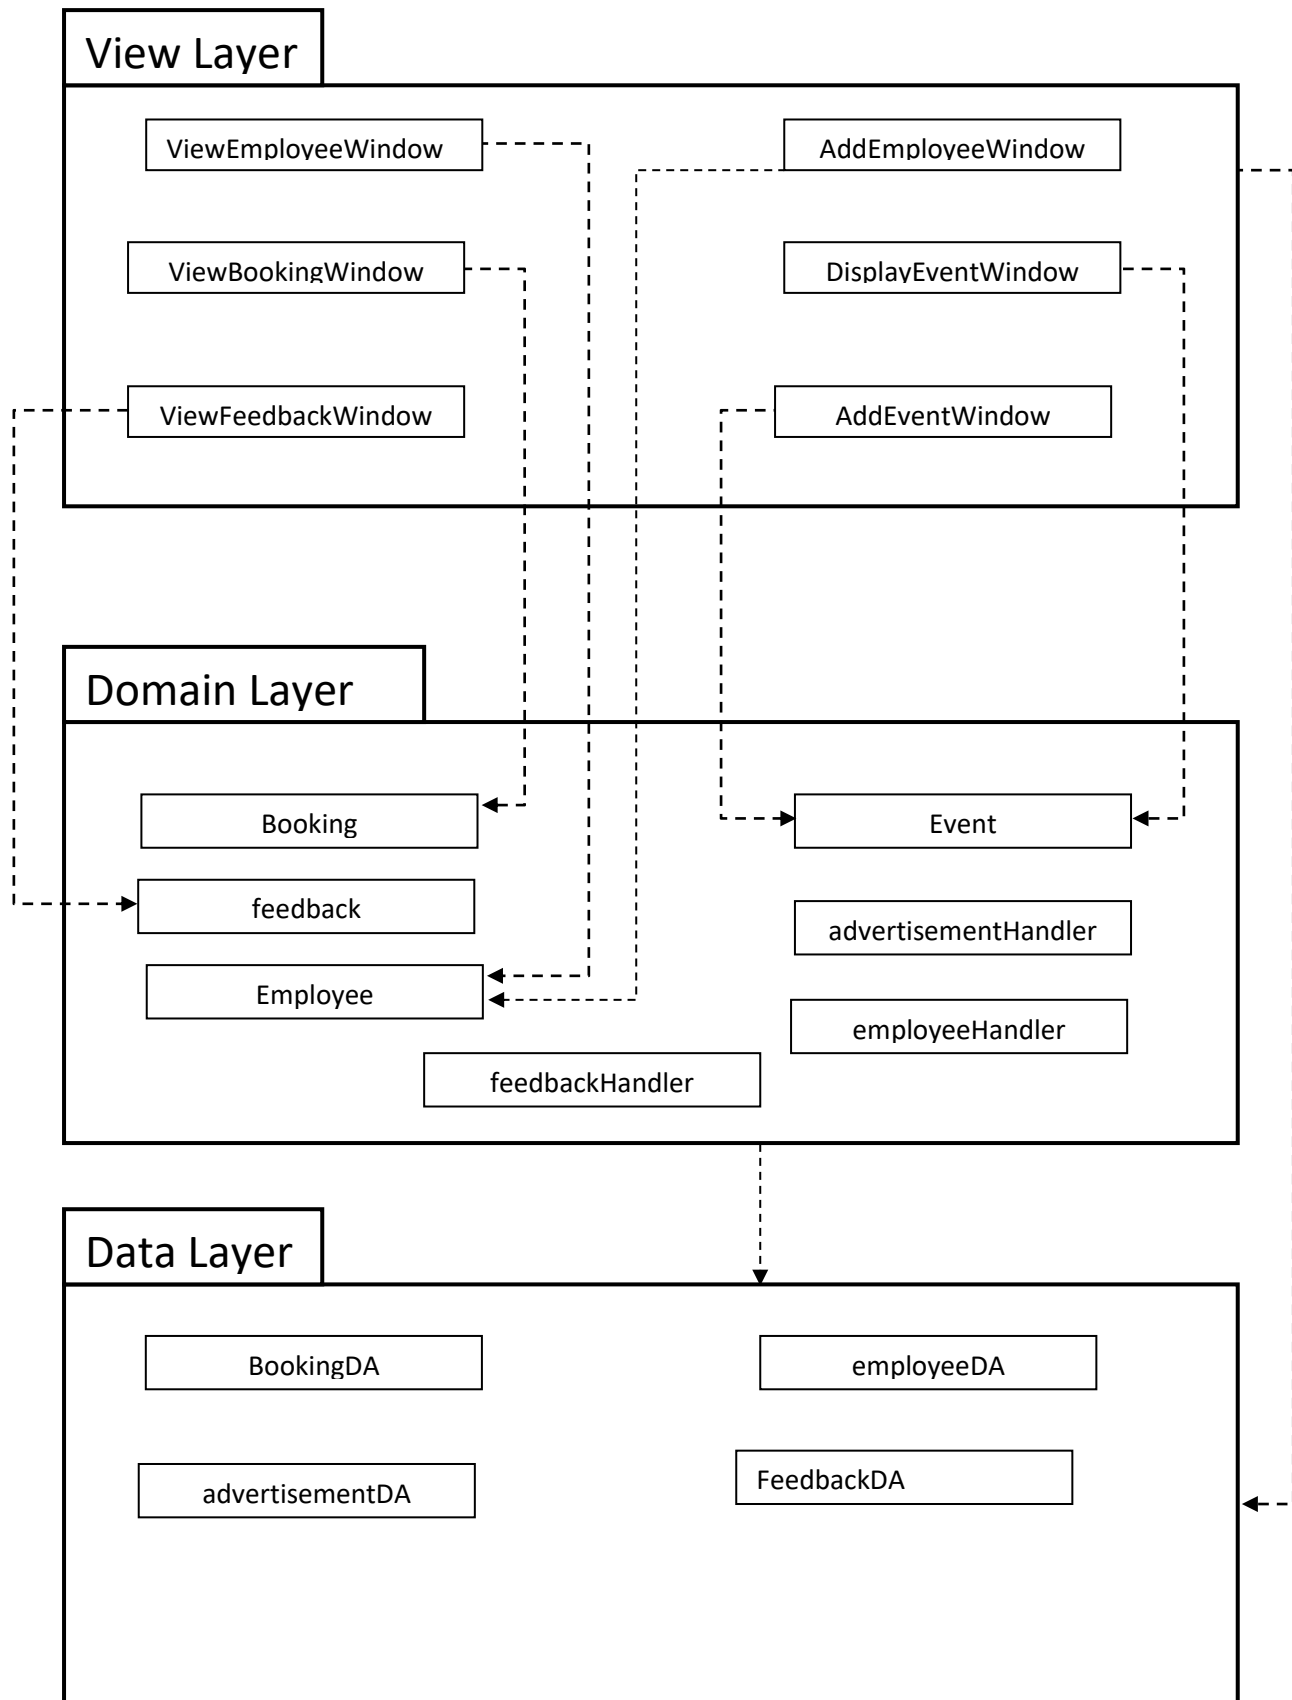 View Layer
ViewEmployeeWindow
AddEmployeeWindow
ViewBookingWindow
DisplayEventWindow
ViewFeedbackWindow
AddEventWindow
Domain Layer
Booking
Event
feedback
advertisementHandler
Employee
employeeHandler
feedbackHandler
Data Layer
BookingDA
employeeDA
advertisementDA
FeedbackDA